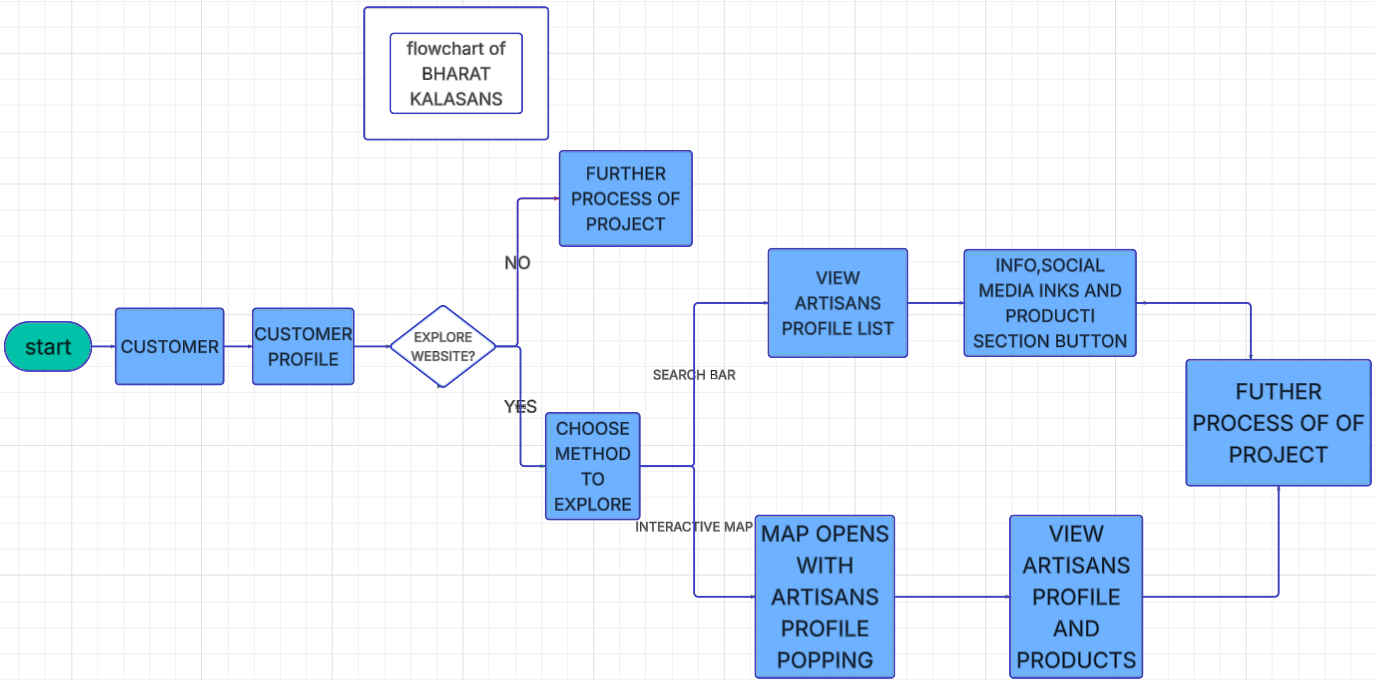 flowchart of
BHARAT
KALASANS
FURTHER
PROCESS OF
PROJECT
NO
start
CUSTOMER
CUSTOMER
PROFILE
EXPLORE
WEBSITE?
YES
CHOOSE
METHOD
TO
EXPLORE
SEARCH BAR
VIEW
ARTISANS
PROFILE LIST
INFO,SOCIAL
MEDIA INKS AND
PRODUCTI
SECTION BUTTON
INTERACTIVE MAP
MAP OPENS
WITH
ARTISANS
PROFILE
POPPING
VIEW
ARTISANS
PROFILE
AND
PRODUCTS
FUTHER
PROCESS OF OF
PROJECT